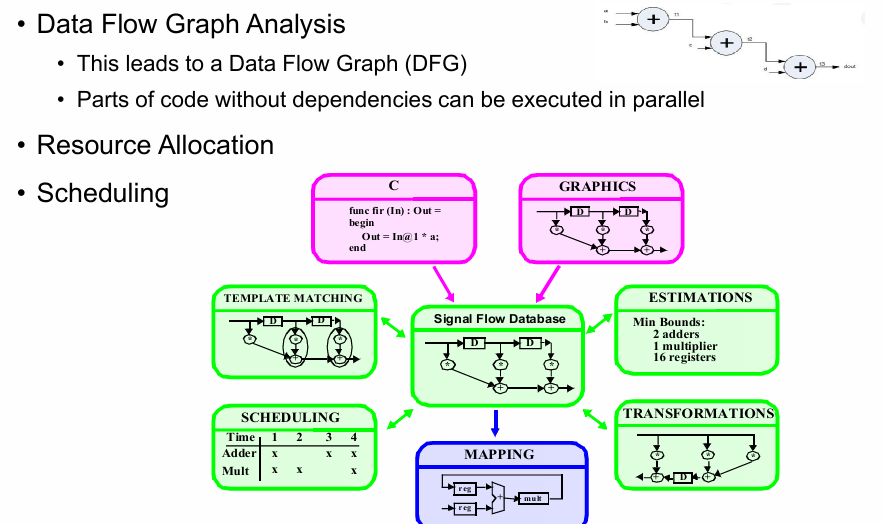 • Data Flow Graph Analysis
• This leads to a Data Flow Graph (DFG)
• Parts of code without dependencies can be executed in parallel
t1
c
t2
d
t3
dout
• Resource Allocation
• Scheduling
C
func fir (In) : Out =
begin
Out = In@1 * a;
end
GRAPHICS
D D
* * *
+ +
TEMPLATE MATCHING
D D
* * *
+ +
Signal Flow Database
D D
* * *
+ +
ESTIMATIONS
Min Bounds:
2 adders
1 multiplier
16 registers
SCHEDULING
Time 1 2 3 4
Adder x x x
Mult x x x
MAPPING
reg
+ mult
reg
TRANSFORMATIONS
* * *
+ D +